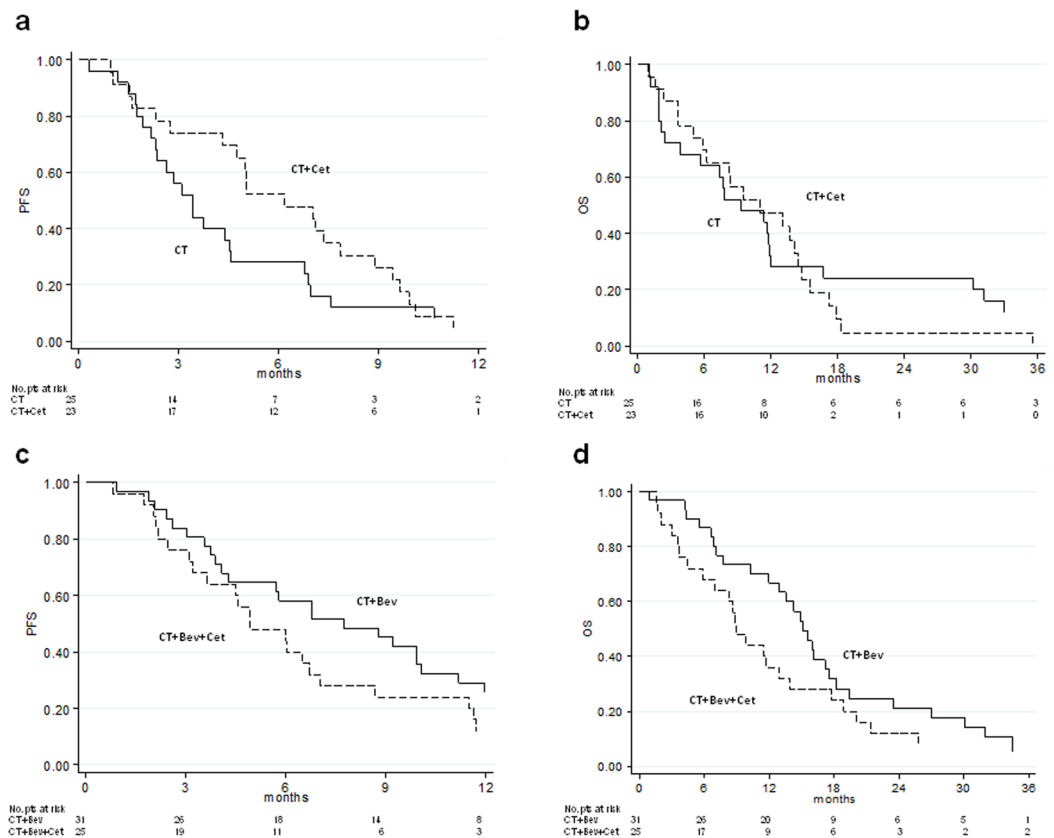 a
1.00
0.80
0.60
0.40
0.20
0.00
PFS
CT+Cet
CT
0 3 6 9 12
months
No. pts at risk
CT 25 14 7 3 2
CT+Cet 23 17 12 6 1
b
1.00
0.80
0.60
0.40
0.20
0.00
OS
CT+Cet
CT
0 6 12 18 24 30 36
months
No. pts at risk
CT 25 16 8 6 6 6 3
CT+Cet 23 16 10 2 1 1 0
c
1.00
0.80
0.60
0.40
0.20
0.00
PFS
CT+Bev
CT+Bev+Cet
0 3 6 9 12
months
No. pts at risk
CT+Bev 31 26 18 14 8
CT+Bev+Cet 25 19 11 6 3
d
1.00
0.80
0.60
0.40
0.20
0.00
OS
CT+Bev
CT+Bev+Cet
0 6 12 18 24 30 36
months
No. pts at risk
CT+Bev 31 26 20 9 6 5 1
CT+Bev+Cet 25 17 9 6 3 2 2